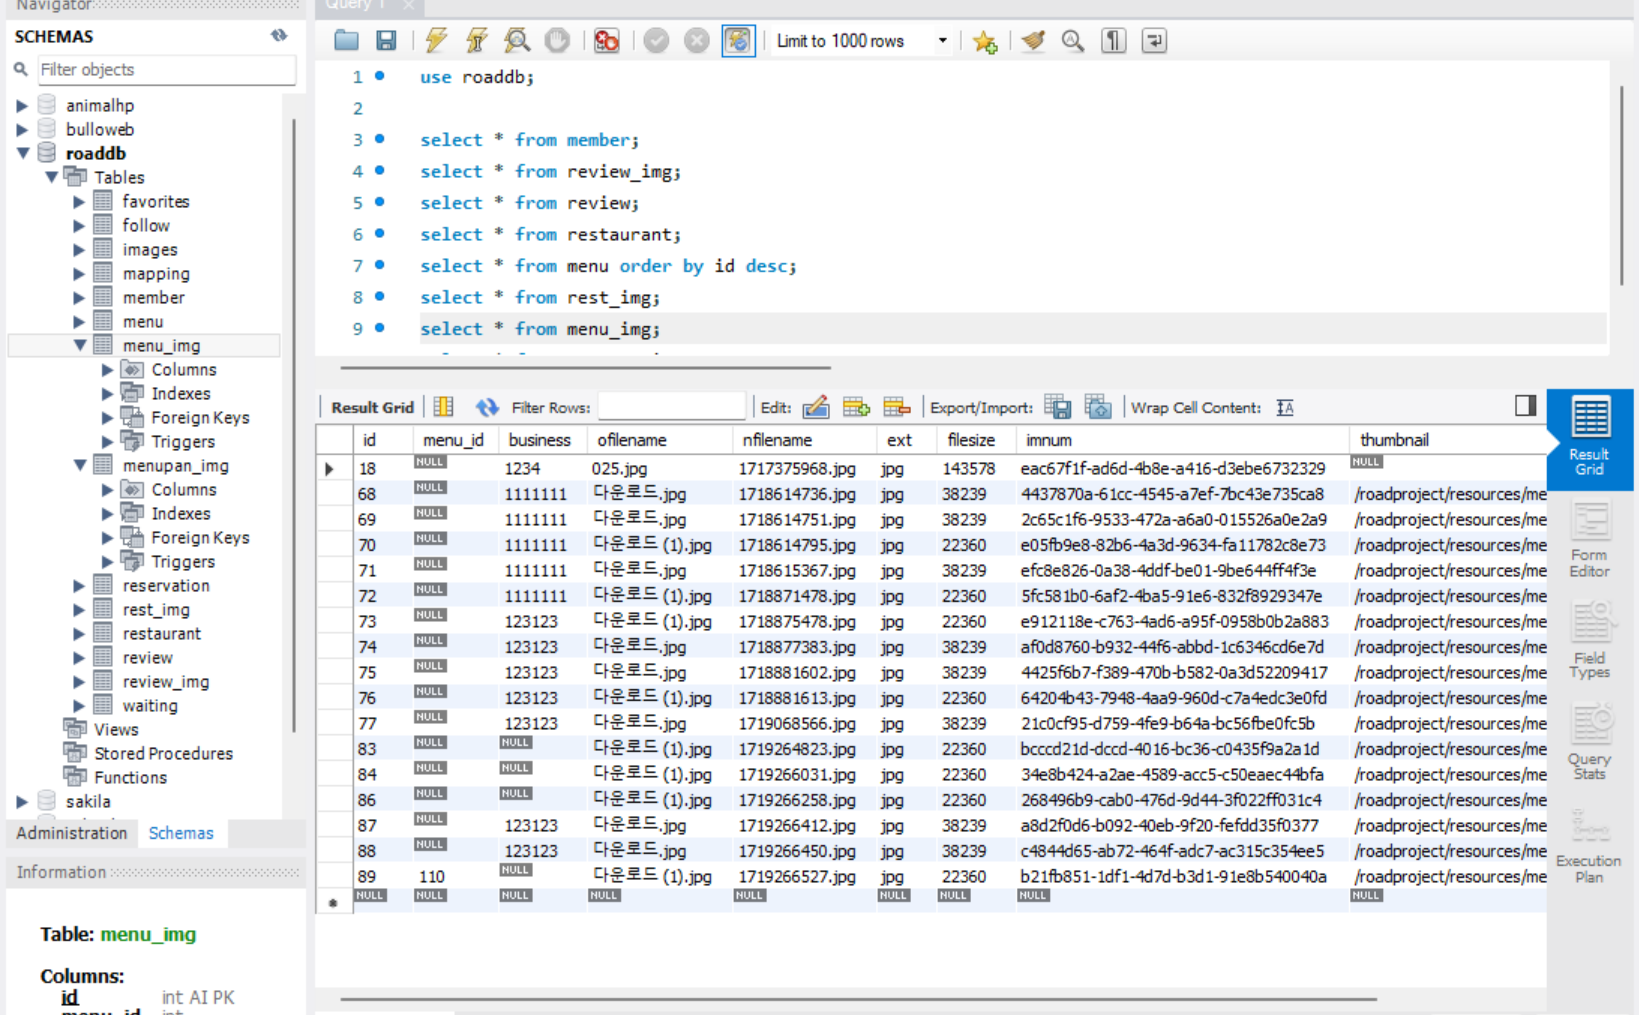 Navigator
SCHEMAS
Filter objects
animalhp
bulloweb
roaddb
Tables
favorites
follow
images
mapping
member
menu
menu_img
Columns
Indexes
Foreign Keys
Triggers
menupan_img
Columns
Indexes
Foreign Keys
Triggers
reservation
rest_img
restaurant
review
review_img
waiting
Views
Stored Procedures
Functions
sakila
Administration Schemas
Information
Table: menu_img
Columns:
id int AI PK
menu_id int
Query 1
Limit to 1000 rows
1 use roaddb;
2
3 select * from member;
4 select * from review_img;
5 select * from review;
6 select * from restaurant;
7 select * from menu order by id desc;
8 select * from rest_img;
9 select * from menu_img;
Result Grid Filter Rows: Edit: Export/Import: Wrap Cell Content:
id menu_id business ofilename nfilename ext filesize imnum thumbnail
18 NULL 1234 025.jpg 1717375968.jpg jpg 143578 eac67f1f-ad6d-4b8e-a416-d3ebe6732329 NULL
68 NULL 1111111 다운로드.jpg 1718614736.jpg jpg 38239 4437870a-61cc-4545-a7ef-7bc43e735ca8 /roadproject/resources/me
69 NULL 1111111 다운로드.jpg 1718614751.jpg jpg 38239 2c65c1f6-9533-472a-a6a0-015526a0e2a9 /roadproject/resources/me
70 NULL 1111111 다운로드 (1).jpg 1718614795.jpg jpg 22360 e05fb9e8-82b6-4a3d-9634-fa11782c8e73 /roadproject/resources/me
71 NULL 1111111 다운로드.jpg 1718615367.jpg jpg 38239 efc8e826-0a38-4ddf-be01-9be644ff4f3e /roadproject/resources/me
72 NULL 1111111 다운로드 (1).jpg 1718871478.jpg jpg 22360 5fc581b0-6af2-4ba5-91e6-832f8929347e /roadproject/resources/me
73 NULL 123123 다운로드 (1).jpg 1718875478.jpg jpg 22360 e912118e-c763-4ad6-a95f-0958b0b2a883 /roadproject/resources/me
74 NULL 123123 다운로드.jpg 1718877383.jpg jpg 38239 af0d8760-b932-44f6-abbd-1c6346cd6e7d /roadproject/resources/me
75 NULL 123123 다운로드.jpg 1718881602.jpg jpg 38239 4425f6b7-f389-470b-b582-0a3d52209417 /roadproject/resources/me
76 NULL 123123 다운로드 (1).jpg 1718881613.jpg jpg 22360 64204b43-7948-4aa9-960d-c7a4edc3e0fd /roadproject/resources/me
77 NULL 123123 다운로드.jpg 1719068566.jpg jpg 38239 21c0cf95-d759-4fe9-b64a-bc56fbe0fc5b /roadproject/resources/me
83 NULL NULL 다운로드 (1).jpg 1719264823.jpg jpg 22360 bcccd21d-dccd-4016-bc36-c0435f9a2a1d /roadproject/resources/me
84 NULL NULL 다운로드 (1).jpg 1719266031.jpg jpg 22360 34e8b424-a2ae-4589-acc5-c50eaec44bfa /roadproject/resources/me
86 NULL NULL 다운로드 (1).jpg 1719266258.jpg jpg 22360 268496b9-cab0-476d-9d44-3f022ff031c4 /roadproject/resources/me
87 NULL 123123 다운로드.jpg 1719266412.jpg jpg 38239 a8d2f0d6-b092-40eb-9f20-fefdd35f0377 /roadproject/resources/me
88 NULL 123123 다운로드.jpg 1719266450.jpg jpg 38239 c4844d65-ab72-464f-adc7-ac315c354ee5 /roadproject/resources/me
89 110 NULL 다운로드 (1).jpg 1719266527.jpg jpg 22360 b21fb851-1df1-4d7d-b3d1-91e8b540040a /roadproject/resources/me
NULL NULL NULL NULL NULL NULL NULL NULL NULL
Result
Grid
Form
Editor
Field
Types
Query
Stats
Execution
Plan